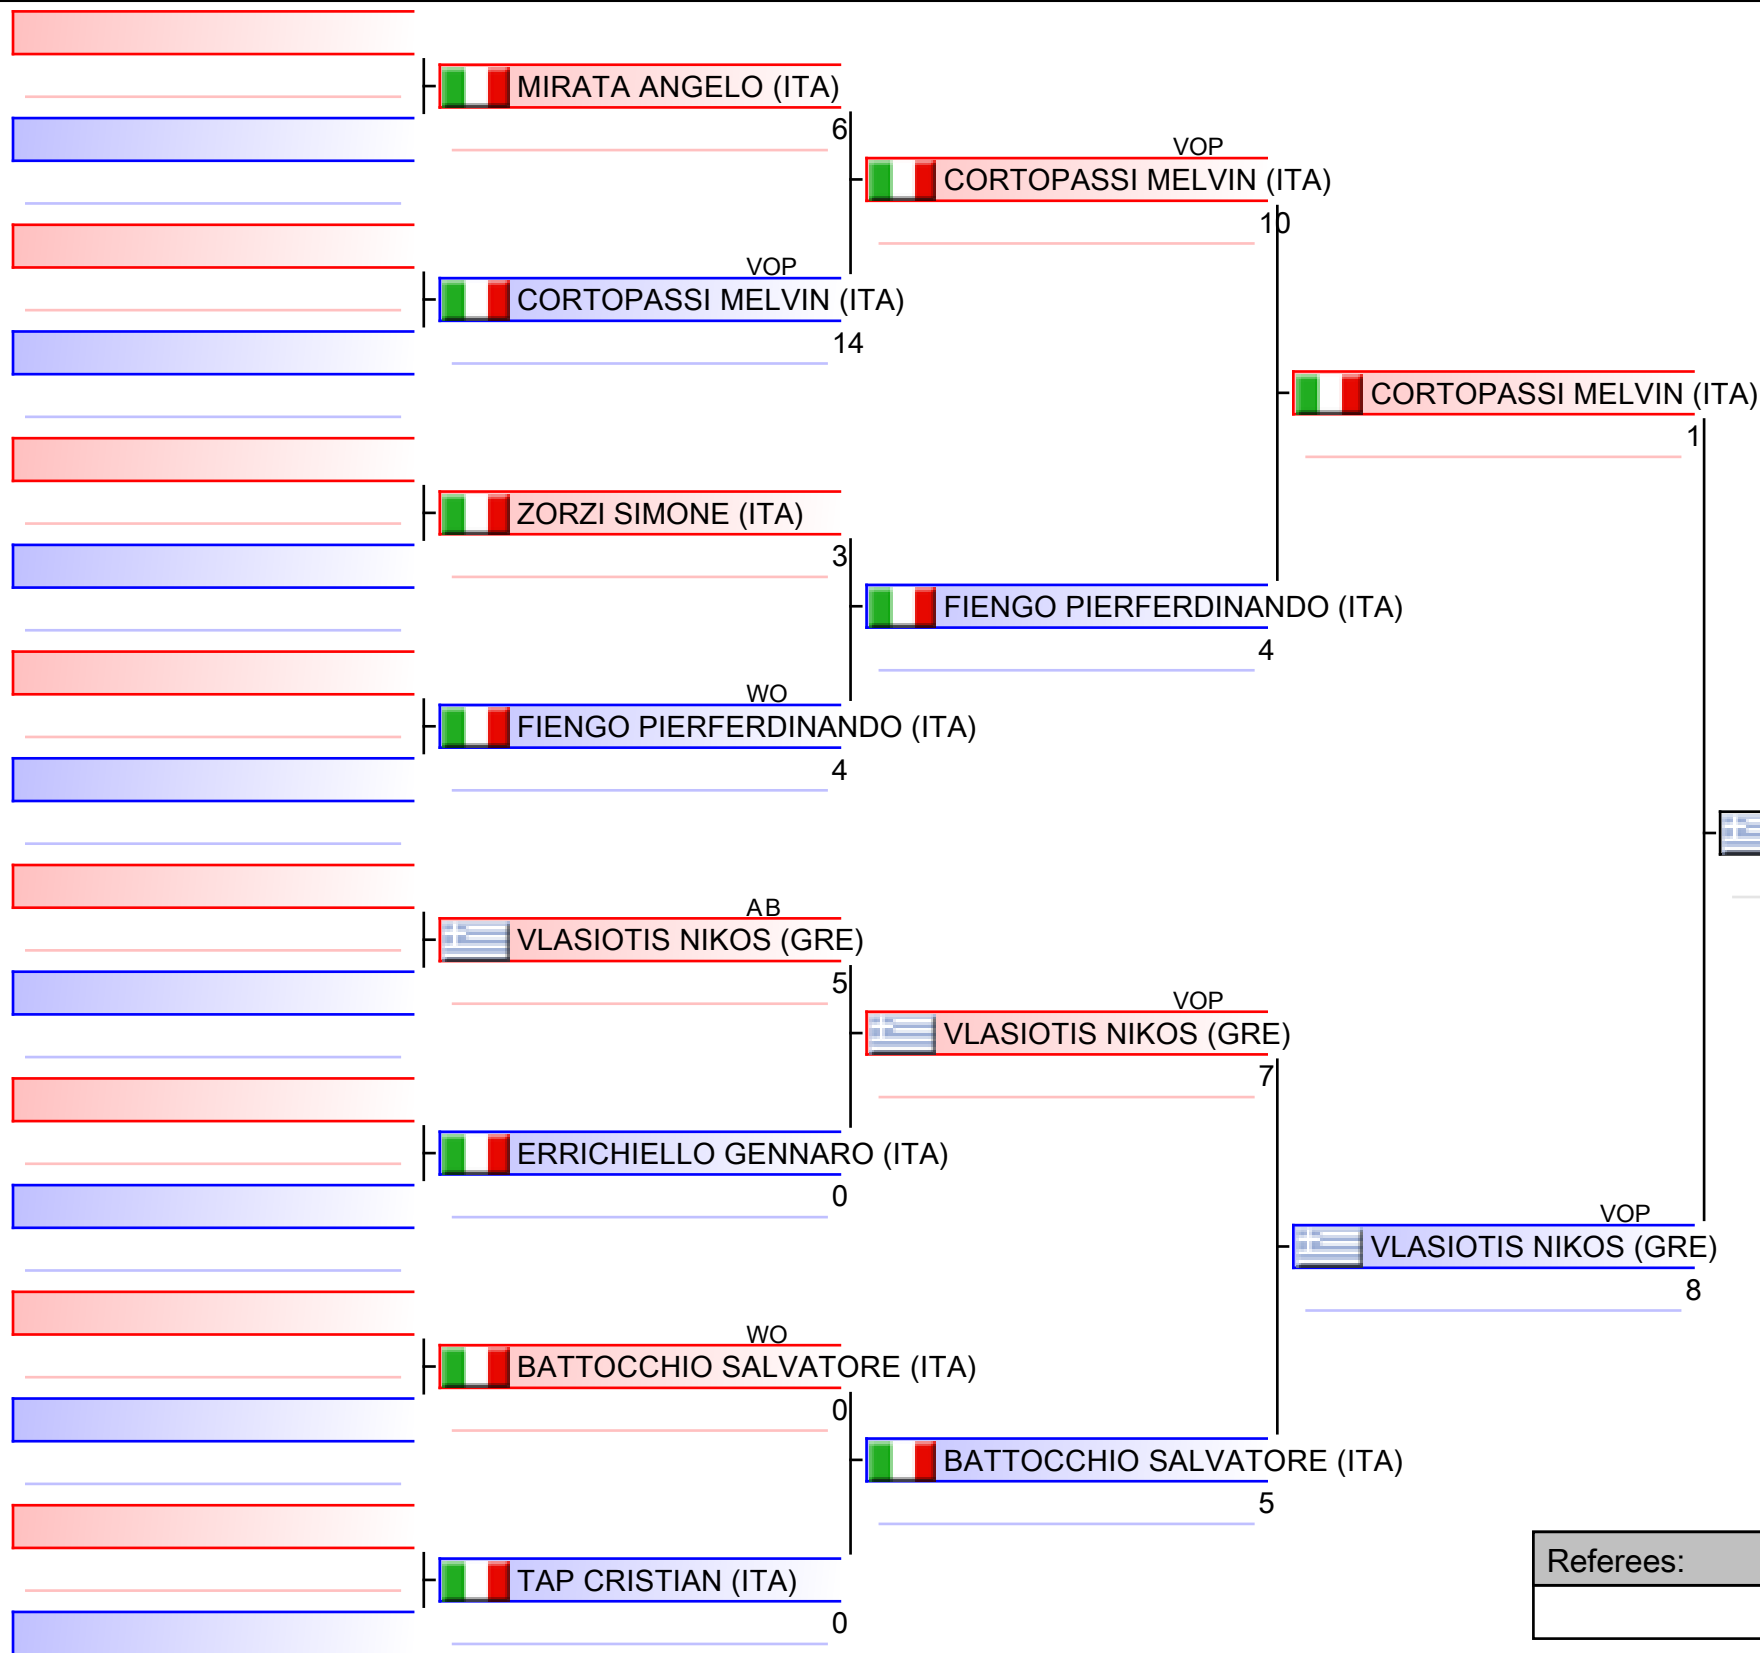 MIRATA ANGELO (ITA)
6
VOP
CORTOPASSI MELVIN (ITA)
10
VOP
CORTOPASSI MELVIN (ITA)
14
CORTOPASSI MELVIN (ITA)
1
ZORZI SIMONE (ITA)
3
FIENGO PIERFERDINANDO (ITA)
4
WO
FIENGO PIERFERDINANDO (ITA)
4
AB
VLASIOTIS NIKOS (GRE)
5
VOP
VLASIOTIS NIKOS (GRE)
7
ERRICHIELLO GENNARO (ITA)
0
VOP
VLASIOTIS NIKOS (GRE)
8
WO
BATTOCCHIO SALVATORE (ITA)
0
BATTOCCHIO SALVATORE (ITA)
5
TAP CRISTIAN (ITA)
0
Referees: